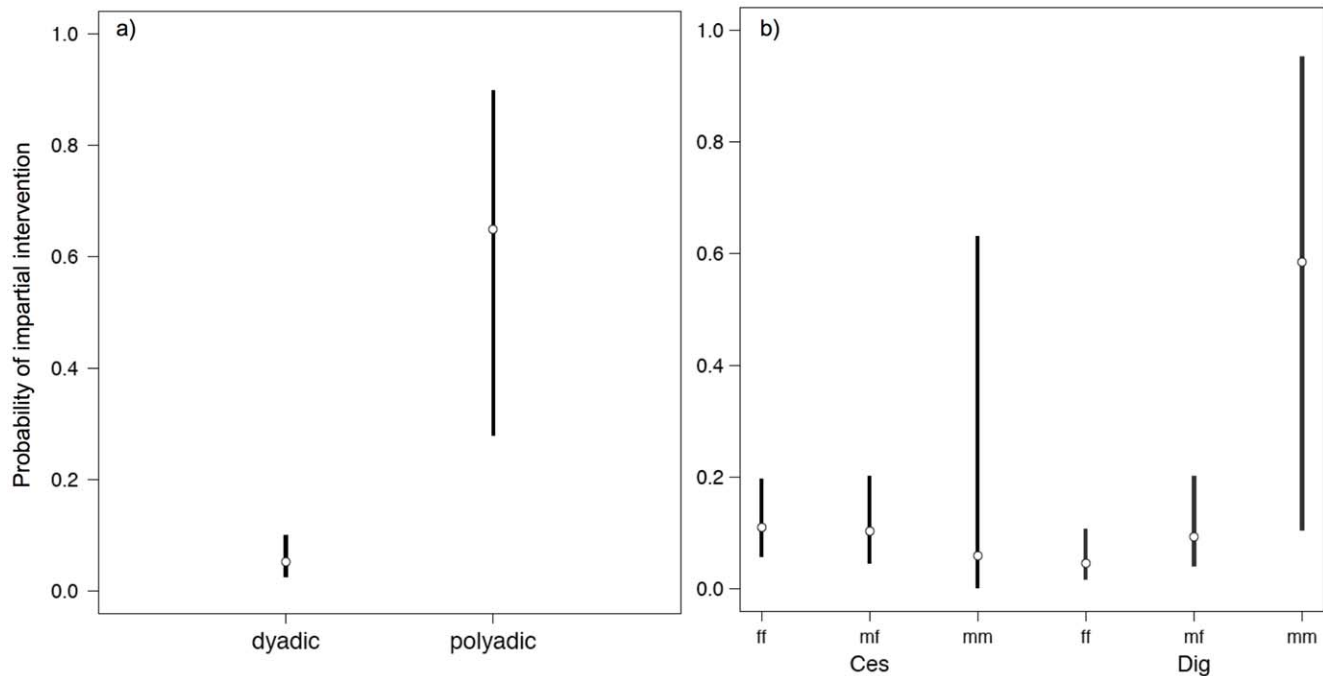 a)
Probability of impartial intervention
1.0
0.8
0.6
0.4
0.2
0.0
dyadic polyadic
b)
1.0
0.8
0.6
0.4
0.2
0.0
ff mf mm ff mf mm
Ces Dig